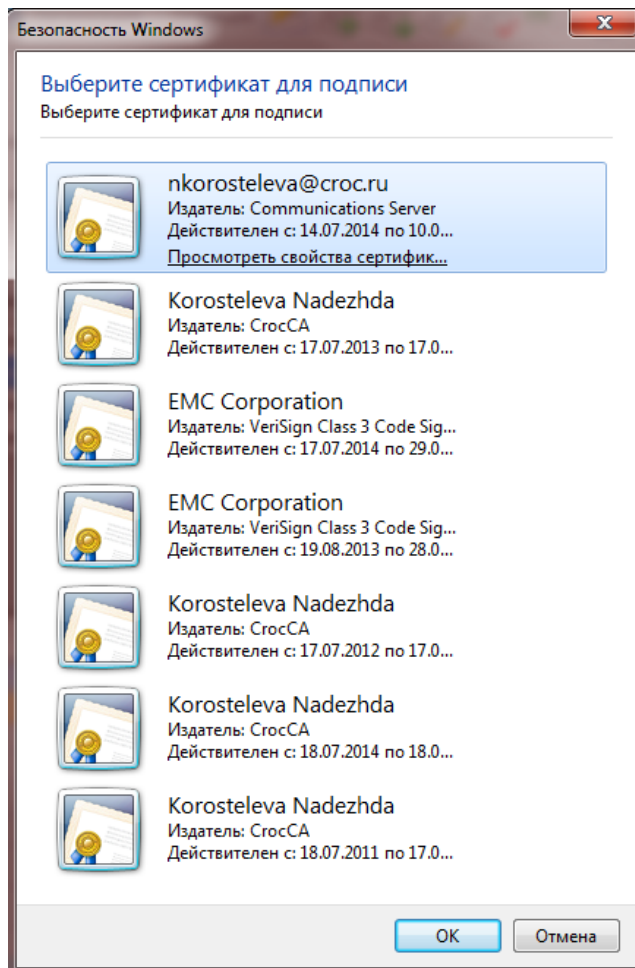 Безопасность Windows
Выберите сертификат для подписи
Выберите сертификат для подписи
nkorosteleva@croc.ru
Издатель: Communications Server
Действителен с: 14.07.2014 по 10.0...
Просмотреть свойства сертифик...
Korosteleva Nadezhda
Издатель: CrocCA
Действителен с: 17.07.2013 по 17.0...
EMC Corporation
Издатель: VeriSign Class 3 Code Sig...
Действителен с: 17.07.2014 по 29.0...
EMC Corporation
Издатель: VeriSign Class 3 Code Sig...
Действителен с: 19.08.2013 по 28.0...
Korosteleva Nadezhda
Издатель: CrocCA
Действителен с: 17.07.2012 по 17.0...
Korosteleva Nadezhda
Издатель: CrocCA
Действителен с: 18.07.2014 по 18.0...
Korosteleva Nadezhda
Издатель: CrocCA
Действителен с: 18.07.2011 по 17.0...
OK Отмена